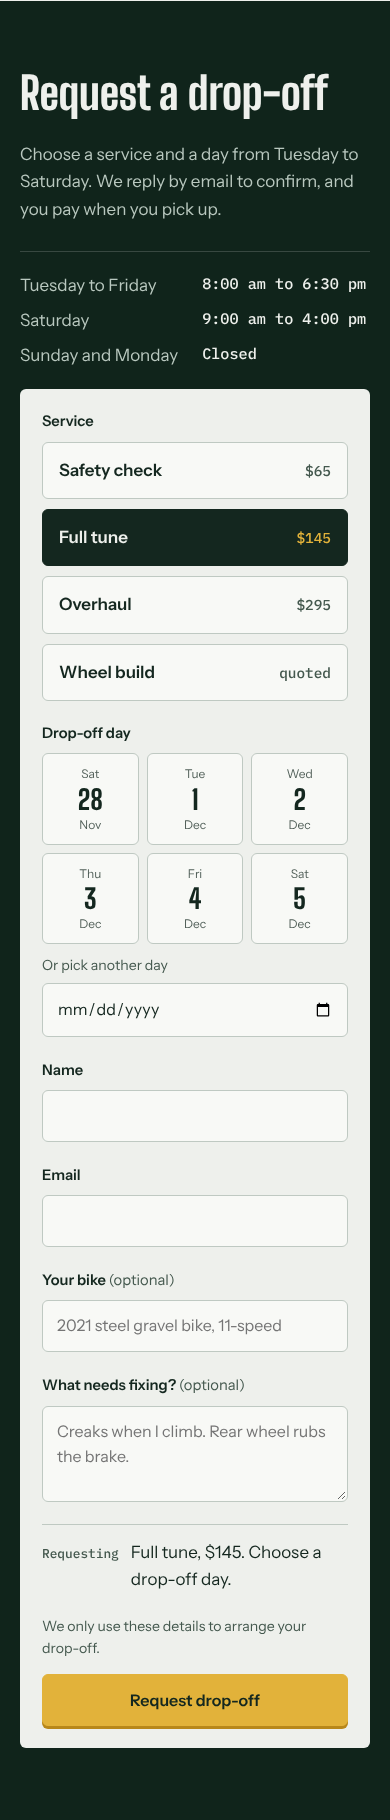 Request a drop-off
Choose a service and a day from Tuesday to
Saturday. We reply by email to confirm, and
you pay when you pick up.
Tuesday to Friday 8:00 am to 6:30 pm
Saturday 9:00 am to 4:00 pm
Sunday and Monday Closed
Service
Safety check $65
Full tune $145
Overhaul $295
Wheel build quoted
Drop-off day
Sat Tue Wed
28 1 2
Nov Dec Dec
Thu Fri Sat
3 4 5
Dec Dec Dec
Or pick another day
mm/dd/yyyy
Name
Email
Your bike (optional)
2021 steel gravel bike, 11-speed
What needs fixing? (optional)
Creaks when I climb. Rear wheel rubs
the brake.
Requesting Full tune, $145. Choose a
drop-off day.
We only use these details to arrange your
drop-off.
Request drop-off